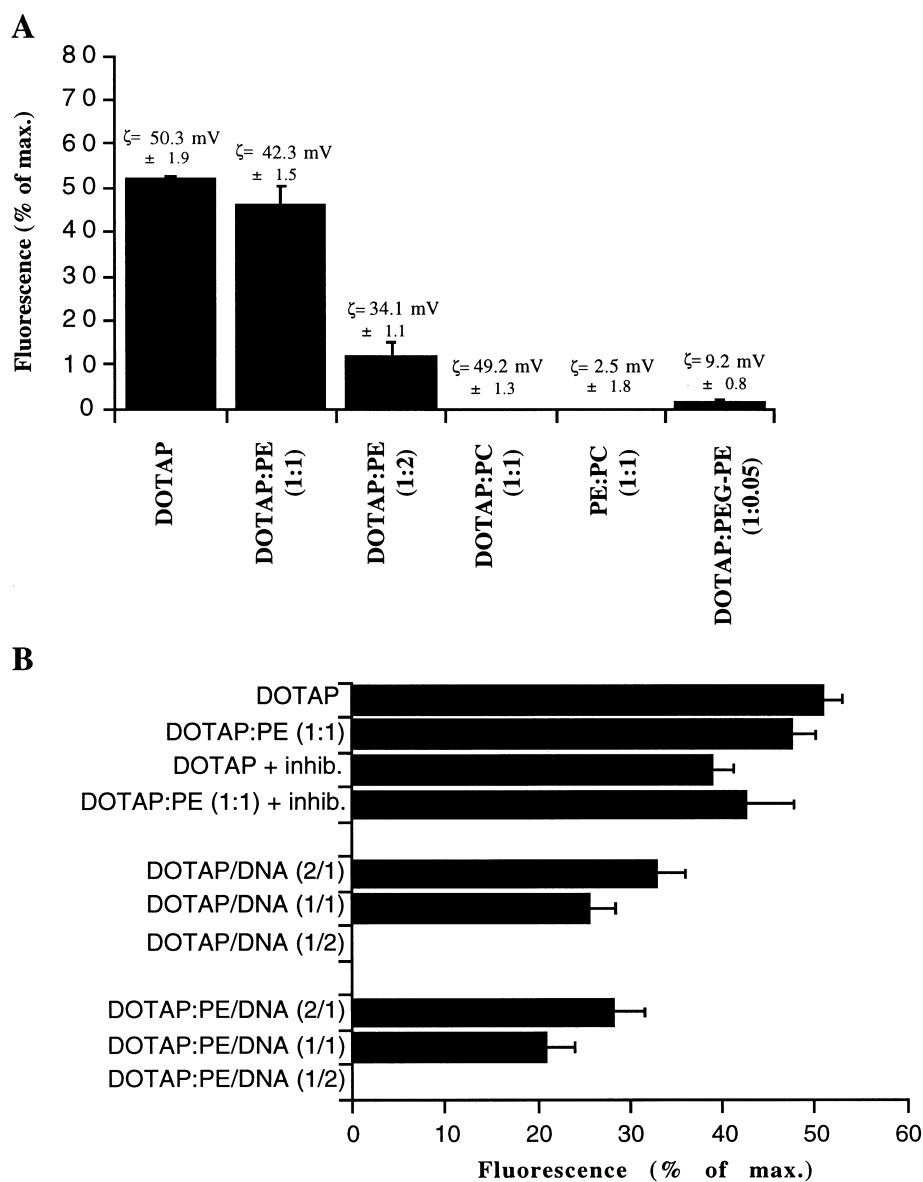 A
Fluorescence (% of max.)
80
70
60
50
40
30
20
10
0
ζ= 50.3 mV
± 1.9
ζ= 42.3 mV
± 1.5
ζ= 34.1 mV
± 1.1
ζ= 49.2 mV
± 1.3
ζ= 2.5 mV
± 1.8
ζ= 9.2 mV
± 0.8
DOTAP
DOTAP:PE
(1:1)
DOTAP:PE
(1:2)
DOTAP:PC
(1:1)
PE:PC
(1:1)
DOTAP:PEG-PE
(1:0.05)
B
DOTAP
DOTAP:PE (1:1)
DOTAP + inhib.
DOTAP:PE (1:1) + inhib.
DOTAP/DNA (2/1)
DOTAP/DNA (1/1)
DOTAP/DNA (1/2)
DOTAP:PE/DNA (2/1)
DOTAP:PE/DNA (1/1)
DOTAP:PE/DNA (1/2)
0 10 20 30 40 50 60
Fluorescence (% of max.)